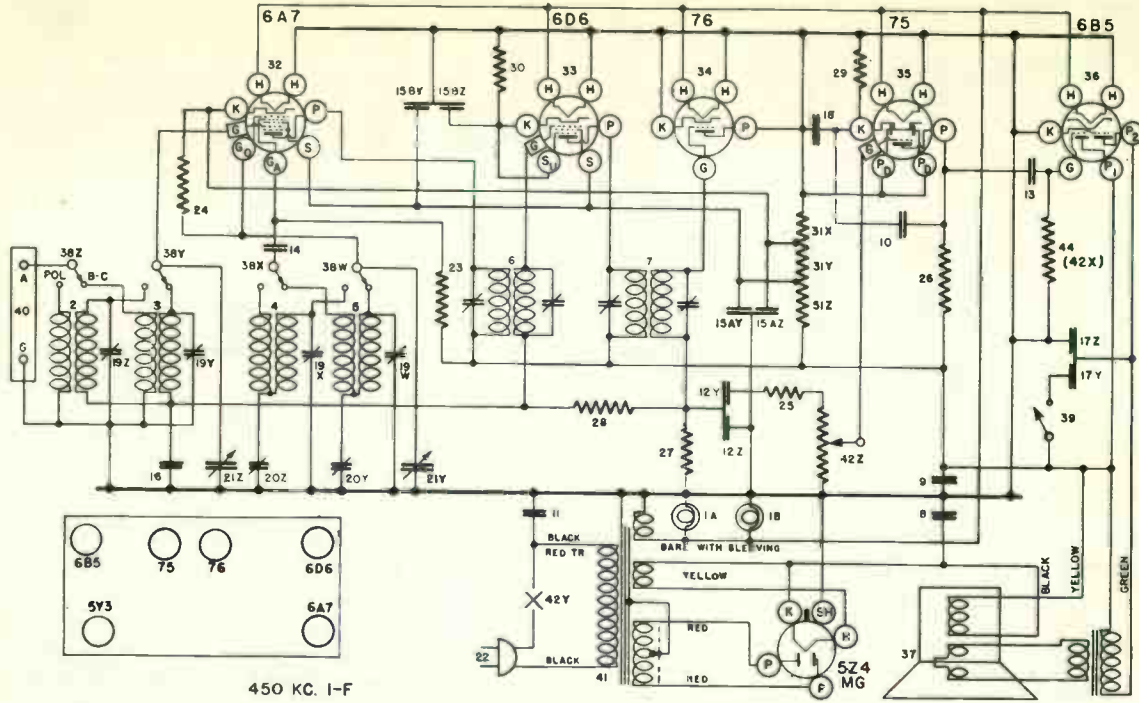 6A7 6D6 76 75 6B5
H H H H H H H H H H
32 30 33 34 29 35 36
15BY 15BZ 18
K P K P K P K P K P2
G G G
GO GA S SU S G PD PD G P1
24 14 23 6 7 31X 10 26 13 44
31Y (42X)
51Z
38Z 38Y 38X 38W
A POL B-C
40 2 3 4 5 15AY 15AZ 17Z
G 19Z 19Y 19X 19W 17Y
12Y 25 39
28 27 12Z 42Z
16 21Z 20Z 20Y 21Y 9
11 1A 1B 8
BLACK BARE WITH SLEEVING
RED TR
YELLOW BLACK YELLOW GREEN
6B5 75 76 6D6
42Y K SH H
5Y3 6A7 RED
22 P 5Z4 37
BLACK 41 RED P MG
450 KC. I-F